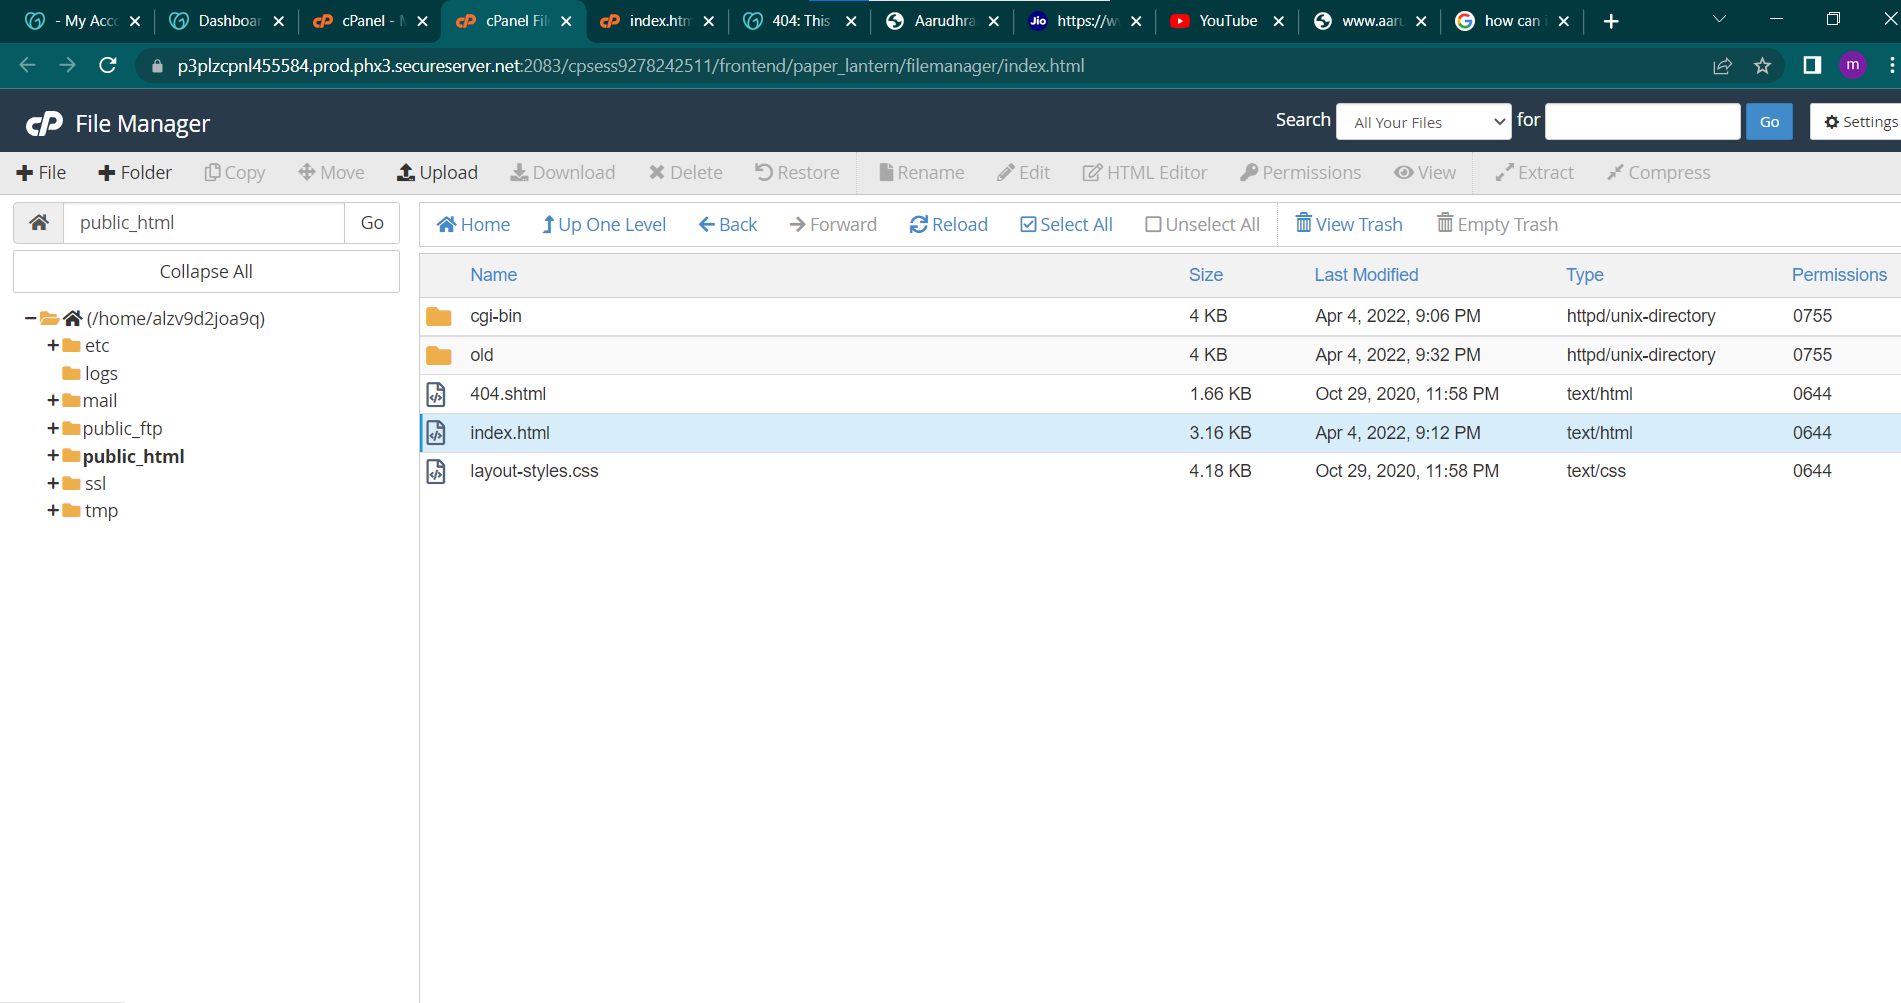 - My Acc
Dashboar
cPanel - M
cPanel Fil
index.htm
404: This
Aarudhra
Jio https://w
YouTube
www.aaru
how can i
p3plzcpnl455584.prod.phx3.secureserver.net:2083/cpsess9278242511/frontend/paper_lantern/filemanager/index.html
m
cP File Manager
Search All Your Files for Go Settings
File Folder Copy Move Upload Download Delete Restore Rename Edit HTML Editor Permissions View Extract Compress
public_html Go
Home Up One Level Back Forward Reload Select All Unselect All View Trash Empty Trash
Collapse All
(/home/alzv9d2joa9q)
etc
logs
mail
public_ftp
public_html
ssl
tmp
Name Size Last Modified Type Permissions
cgi-bin 4 KB Apr 4, 2022, 9:06 PM httpd/unix-directory 0755
old 4 KB Apr 4, 2022, 9:32 PM httpd/unix-directory 0755
404.shtml 1.66 KB Oct 29, 2020, 11:58 PM text/html 0644
index.html 3.16 KB Apr 4, 2022, 9:12 PM text/html 0644
layout-styles.css 4.18 KB Oct 29, 2020, 11:58 PM text/css 0644